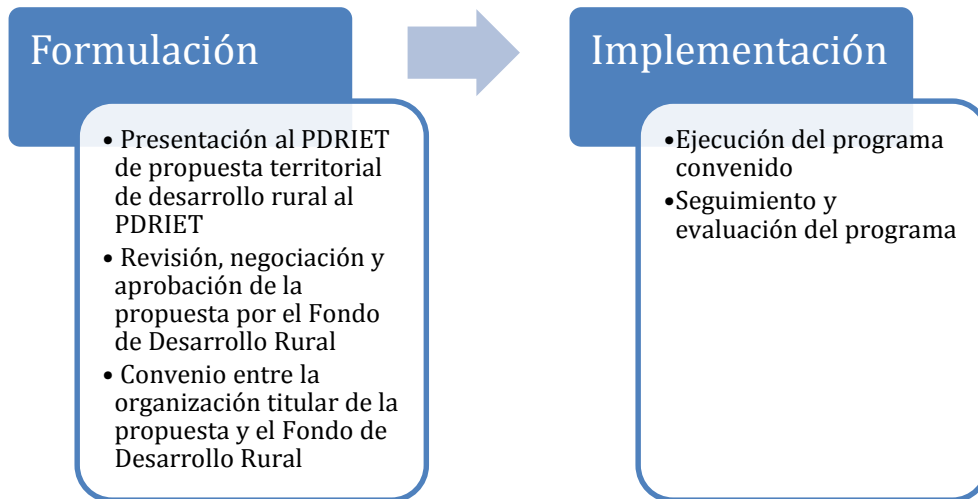 Formulación
• Presentación al PDRIET
de propuesta territorial
de desarrollo rural al
PDRIET
• Revisión, negociación y
aprobación de la
propuesta por el Fondo
de Desarrollo Rural
• Convenio entre la
organización titular de la
propuesta y el Fondo de
Desarrollo Rural
Implementación
•Ejecución del programa
convenido
•Seguimiento y
evaluación del programa